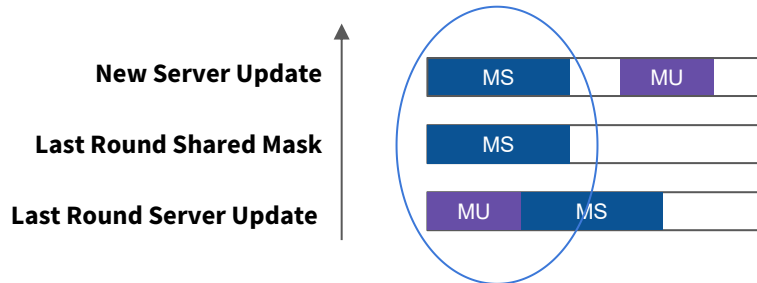 New Server Update MS MU
Last Round Shared Mask MS
Last Round Server Update MU MS